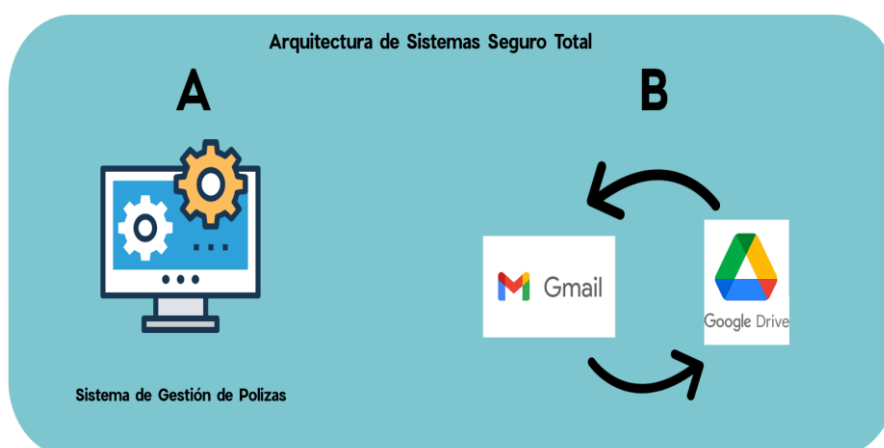 Arquitectura de Sistemas Seguro Total
A
B
Gmail
Google Drive
Sistema de Gestión de Polizas